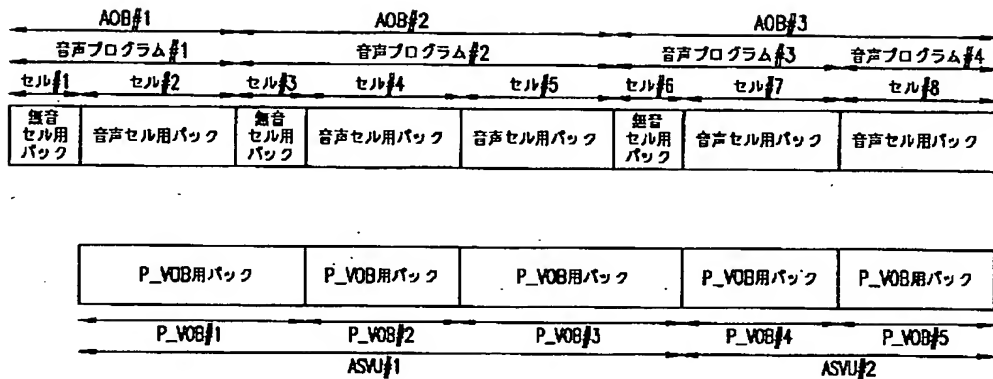 AOB#1 AOB#2 AOB#3
音声プログラム#1 音声プログラム#2 音声プログラム#3 音声プログラム#4
セル#1 セル#2 セル#3 セル#4 セル#5 セル#6 セル#7 セル#8
無音
セル用
パック
音声セル用パック
無音
セル用
パック
音声セル用パック
音声セル用パック
無音
セル用
パック
音声セル用パック
音声セル用パック
P_VOB用パック P_VOB用パック P_VOB用パック P_VOB用パック P_VOB用パック
P_VOB#1 P_VOB#2 P_VOB#3 P_VOB#4 P_VOB#5
ASVU#1 ASVU#2